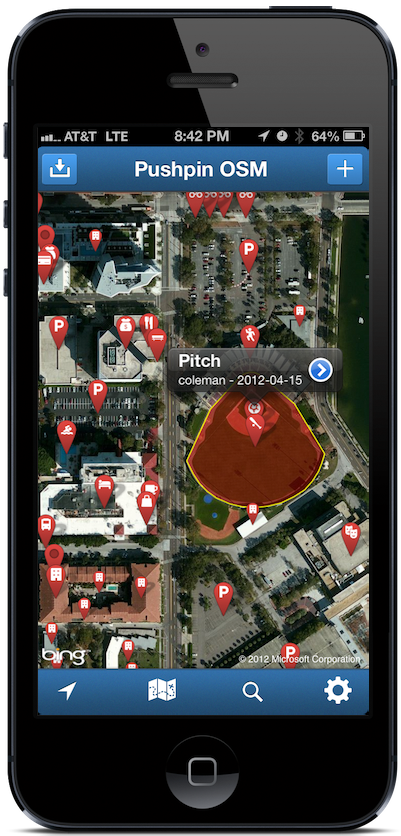 AT&T LTE 8:42 PM 64%
Pushpin OSM
P
Pitch
coleman - 2012-04-15
P
P
P
P
bing
© 2012 Microsoft Corporation